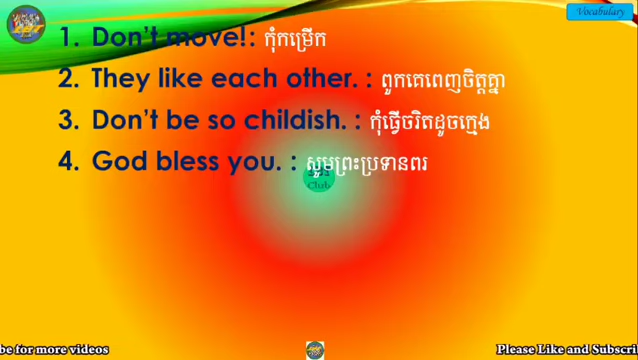 Vocabulary
1. Don't move!: កុំកម្រើក
2. They like each other. : ពួកគេពេញចិត្តគ្នា
3. Don't be so childish. : កុំធ្វើចរិតដូចក្មេង
4. God bless you. : សូមព្រះប្រទានពរ
Club
be for more videos
Please Like and Subscri